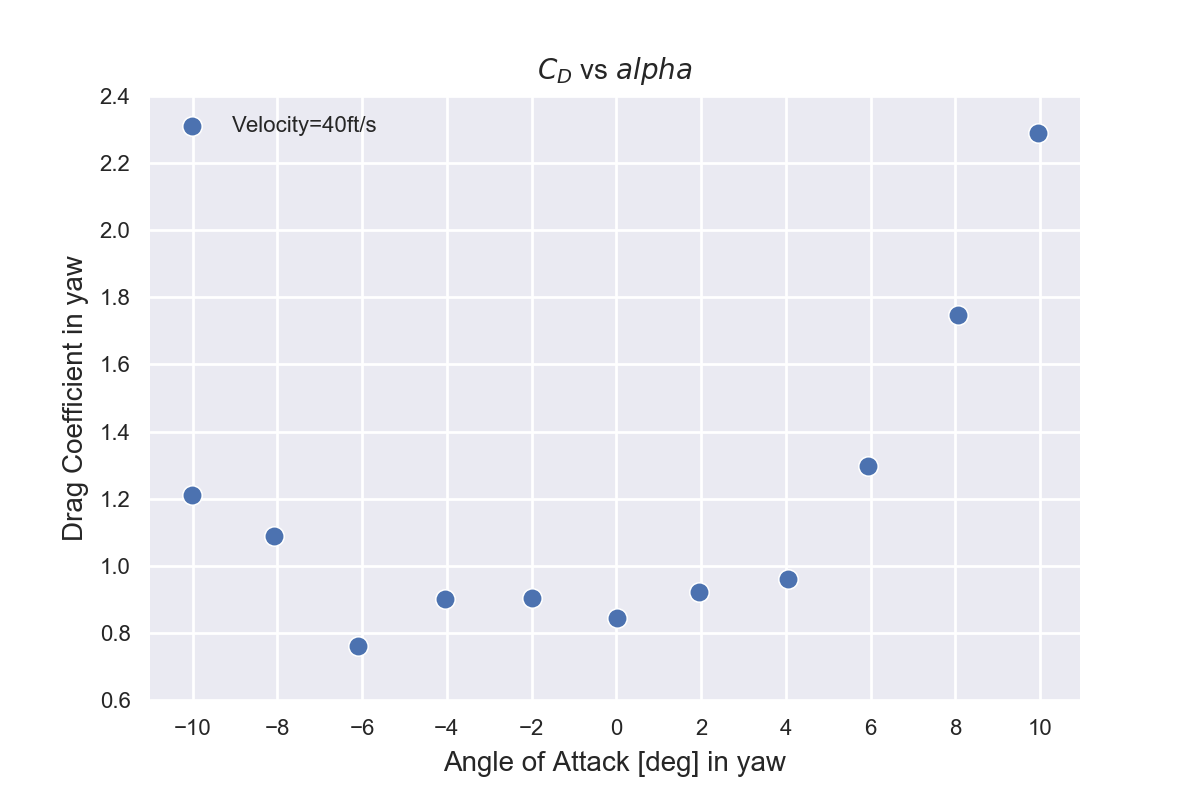 C_D vs alpha
Velocity=40ft/s
2.4
2.2
2.0
1.8
1.6
1.4
1.2
1.0
0.8
0.6
Drag Coefficient in yaw
−10 −8 −6 −4 −2 0 2 4 6 8 10
Angle of Attack [deg] in yaw